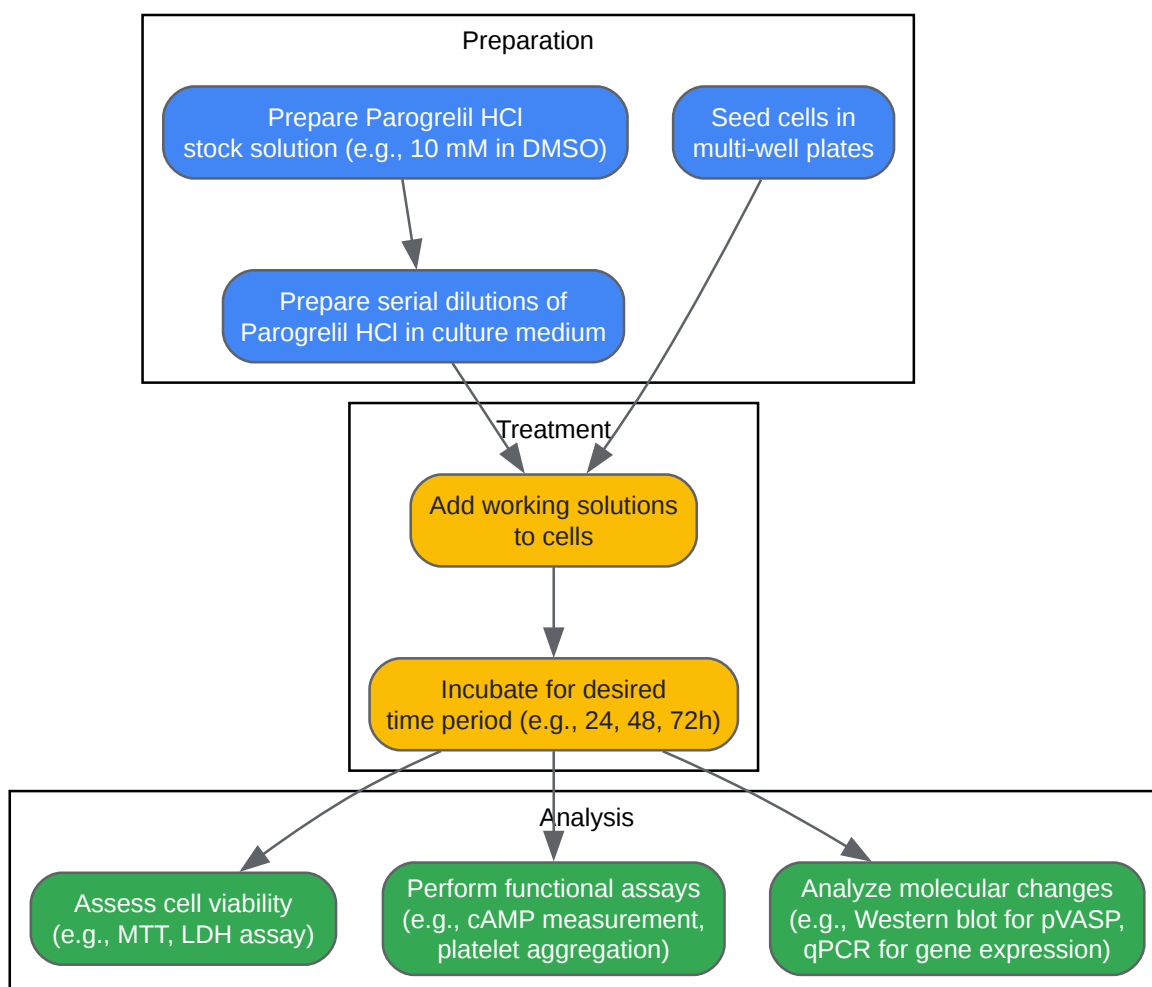 Preparation
Prepare Parogrelil HCl
stock solution (e.g., 10 mM in DMSO)
Seed cells in
multi-well plates
Prepare serial dilutions of
Parogrelil HCl in culture medium
Treatment
Add working solutions
to cells
Incubate for desired
time period (e.g., 24, 48, 72h)
Analysis
Assess cell viability
(e.g., MTT, LDH assay)
Perform functional assays
(e.g., cAMP measurement,
platelet aggregation)
Analyze molecular changes
(e.g., Western blot for pVASP,
qPCR for gene expression)